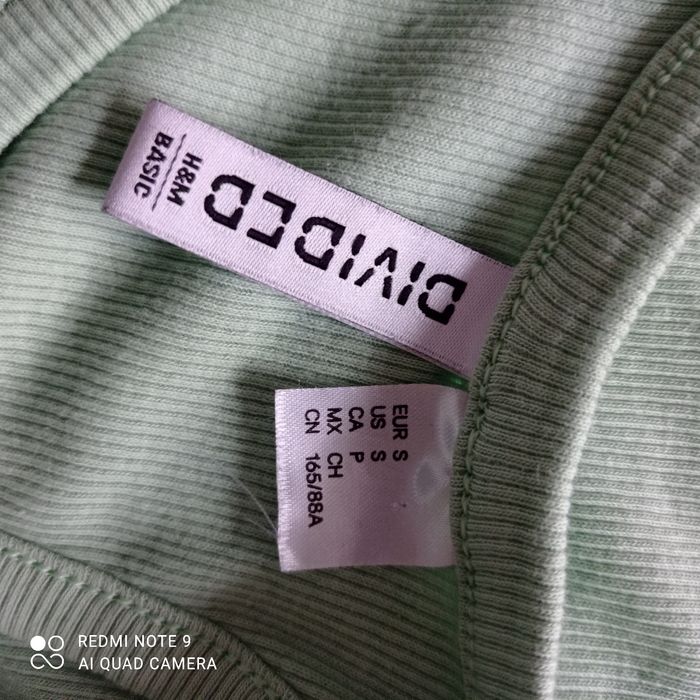 DIVIDED
H&M
BASIC
EUR S
US S
CA P
MX CH
CN 165/88A
REDMI NOTE 9
AI QUAD CAMERA